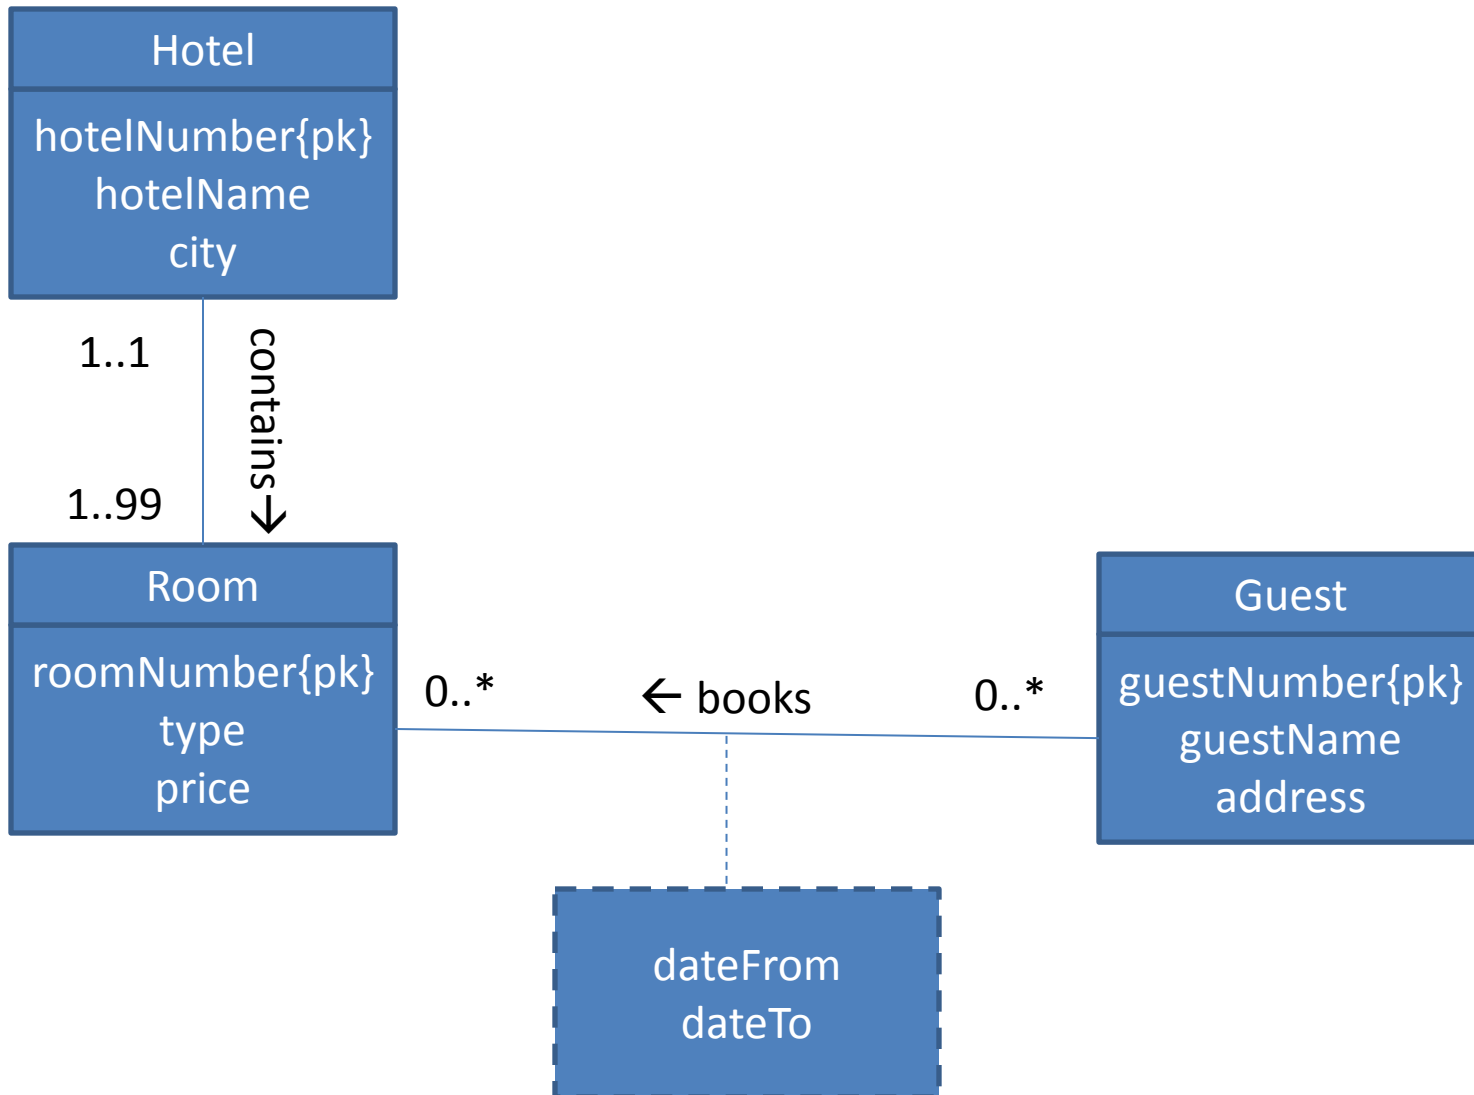 Hotel
hotelNumber{pk}
hotelName
city
1..1
contains→
1..99
Room
roomNumber{pk}
type
price
0..*
← books
0..*
Guest
guestNumber{pk}
guestName
address
dateFrom
dateTo